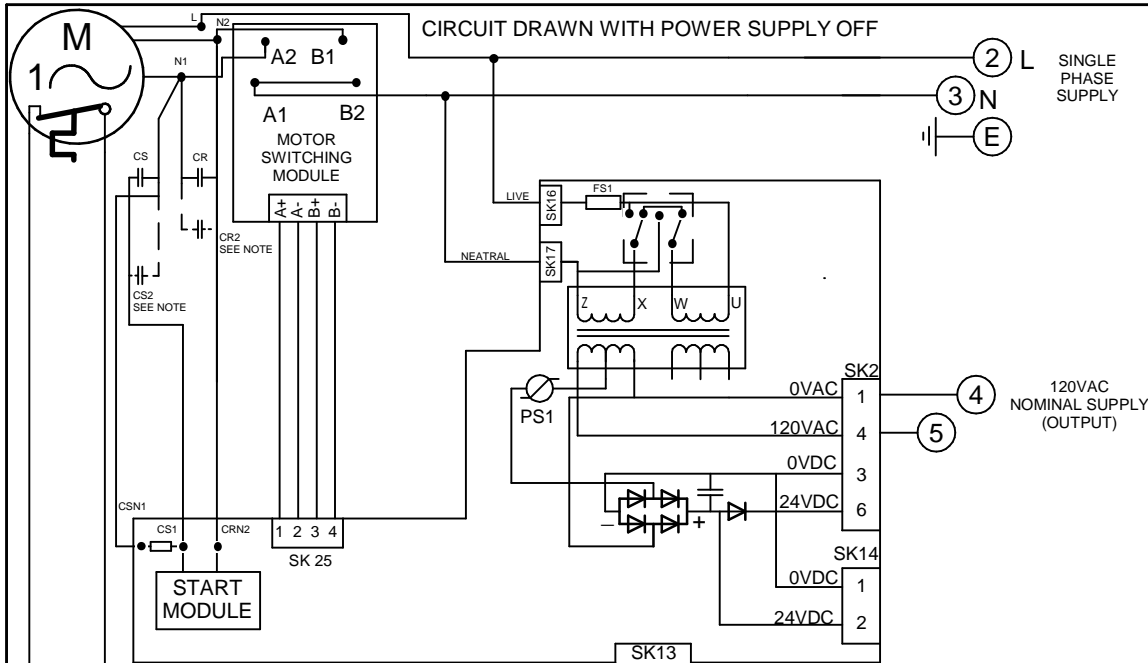 CIRCUIT DRAWN WITH POWER SUPPLY OFF
M
1
L
N2
N1
A2
B1
A1
B2
MOTOR
SWITCHING
MODULE
A+
A-
B+
B-
2
L
SINGLE
PHASE
SUPPLY
3
N
E
CS
CR
CR2
SEE NOTE
CS2
SEE NOTE
LIVE
SK16
FS1
NEATRAL
SK17
Z
X
W
U
PS1
SK2
0VAC
1
4
120VAC
NOMINAL SUPPLY
(OUTPUT)
120VAC
4
5
0VDC
3
24VDC
6
–
+
SK14
0VDC
1
24VDC
2
CSN1
CS1
CRN2
1
2
3
4
SK 25
START
MODULE
SK13